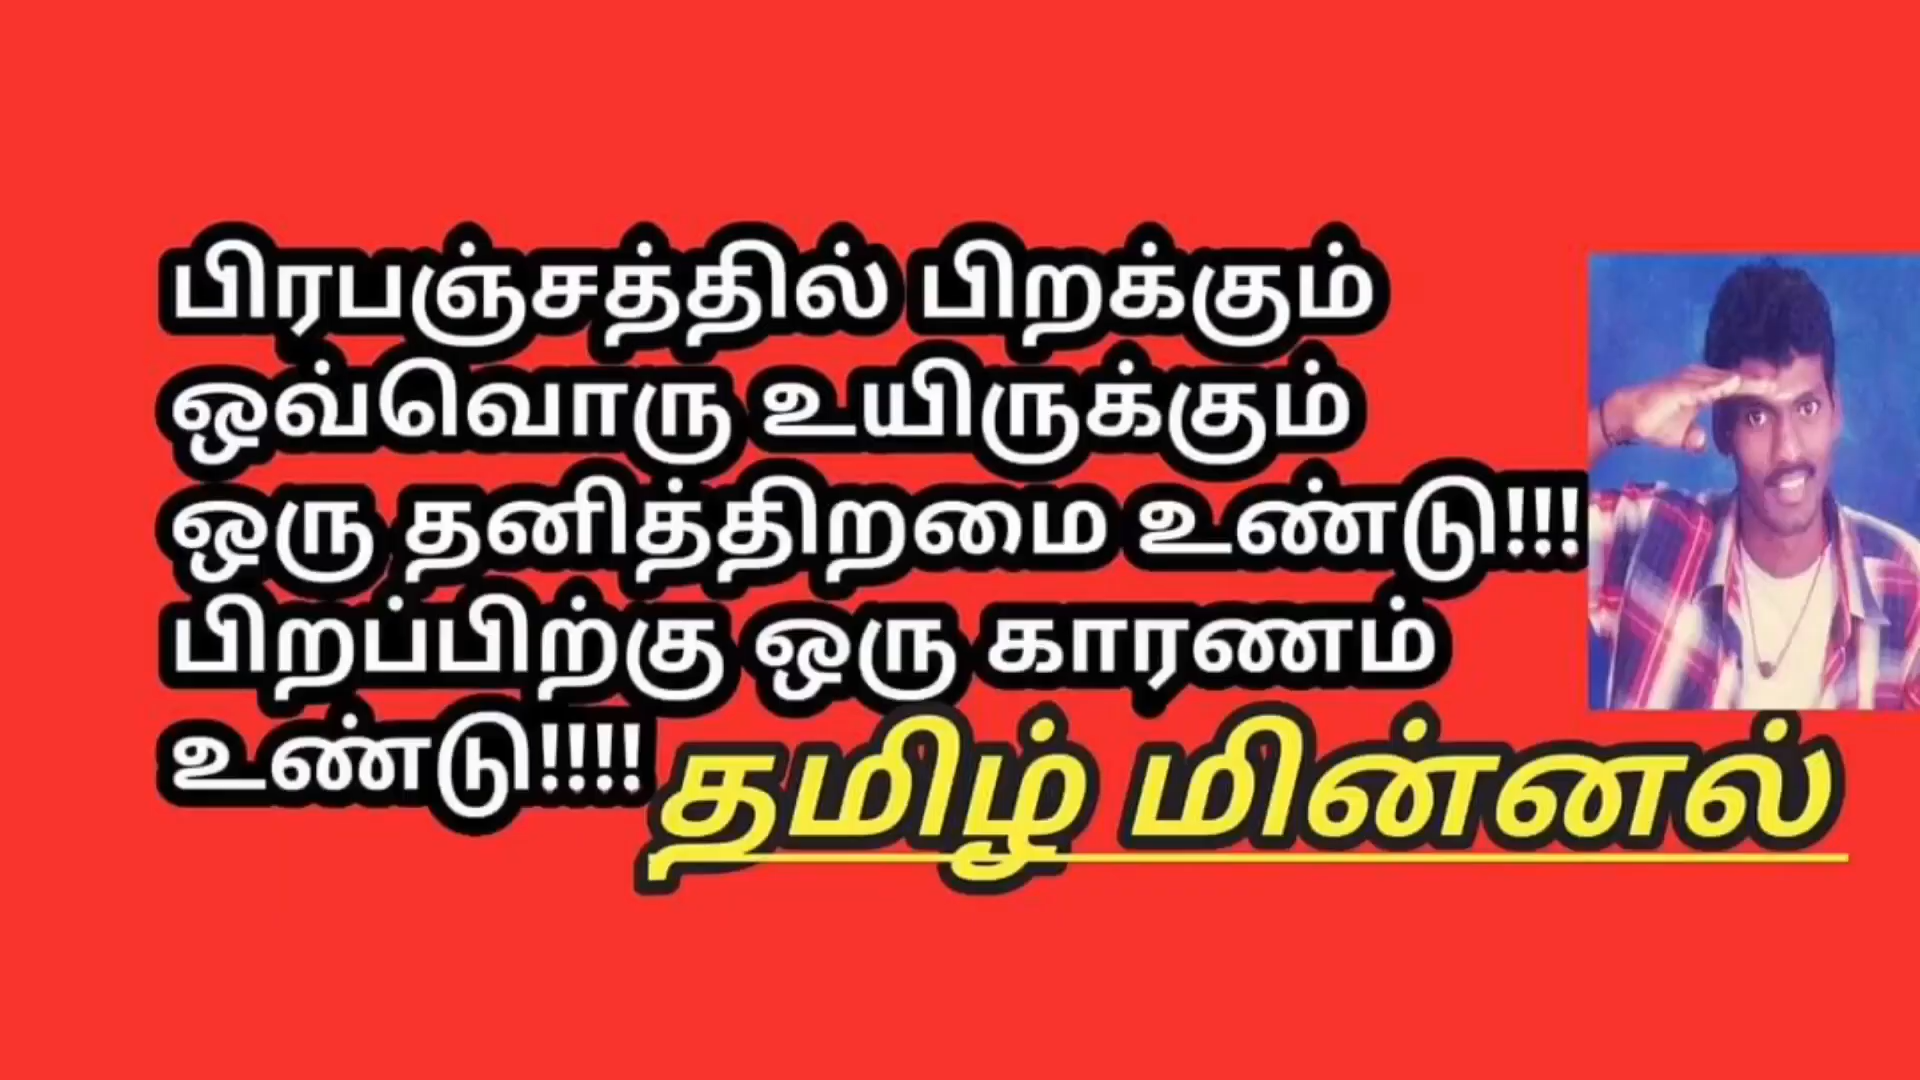 பிரபஞ்சத்தில் பிறக்கும்
ஒவ்வொரு உயிருக்கும்
ஒரு தனித்திறமை உண்டு!!!
பிறப்பிற்கு ஒரு காரணம்
உண்டு!!!!
தமிழ் மின்னல்